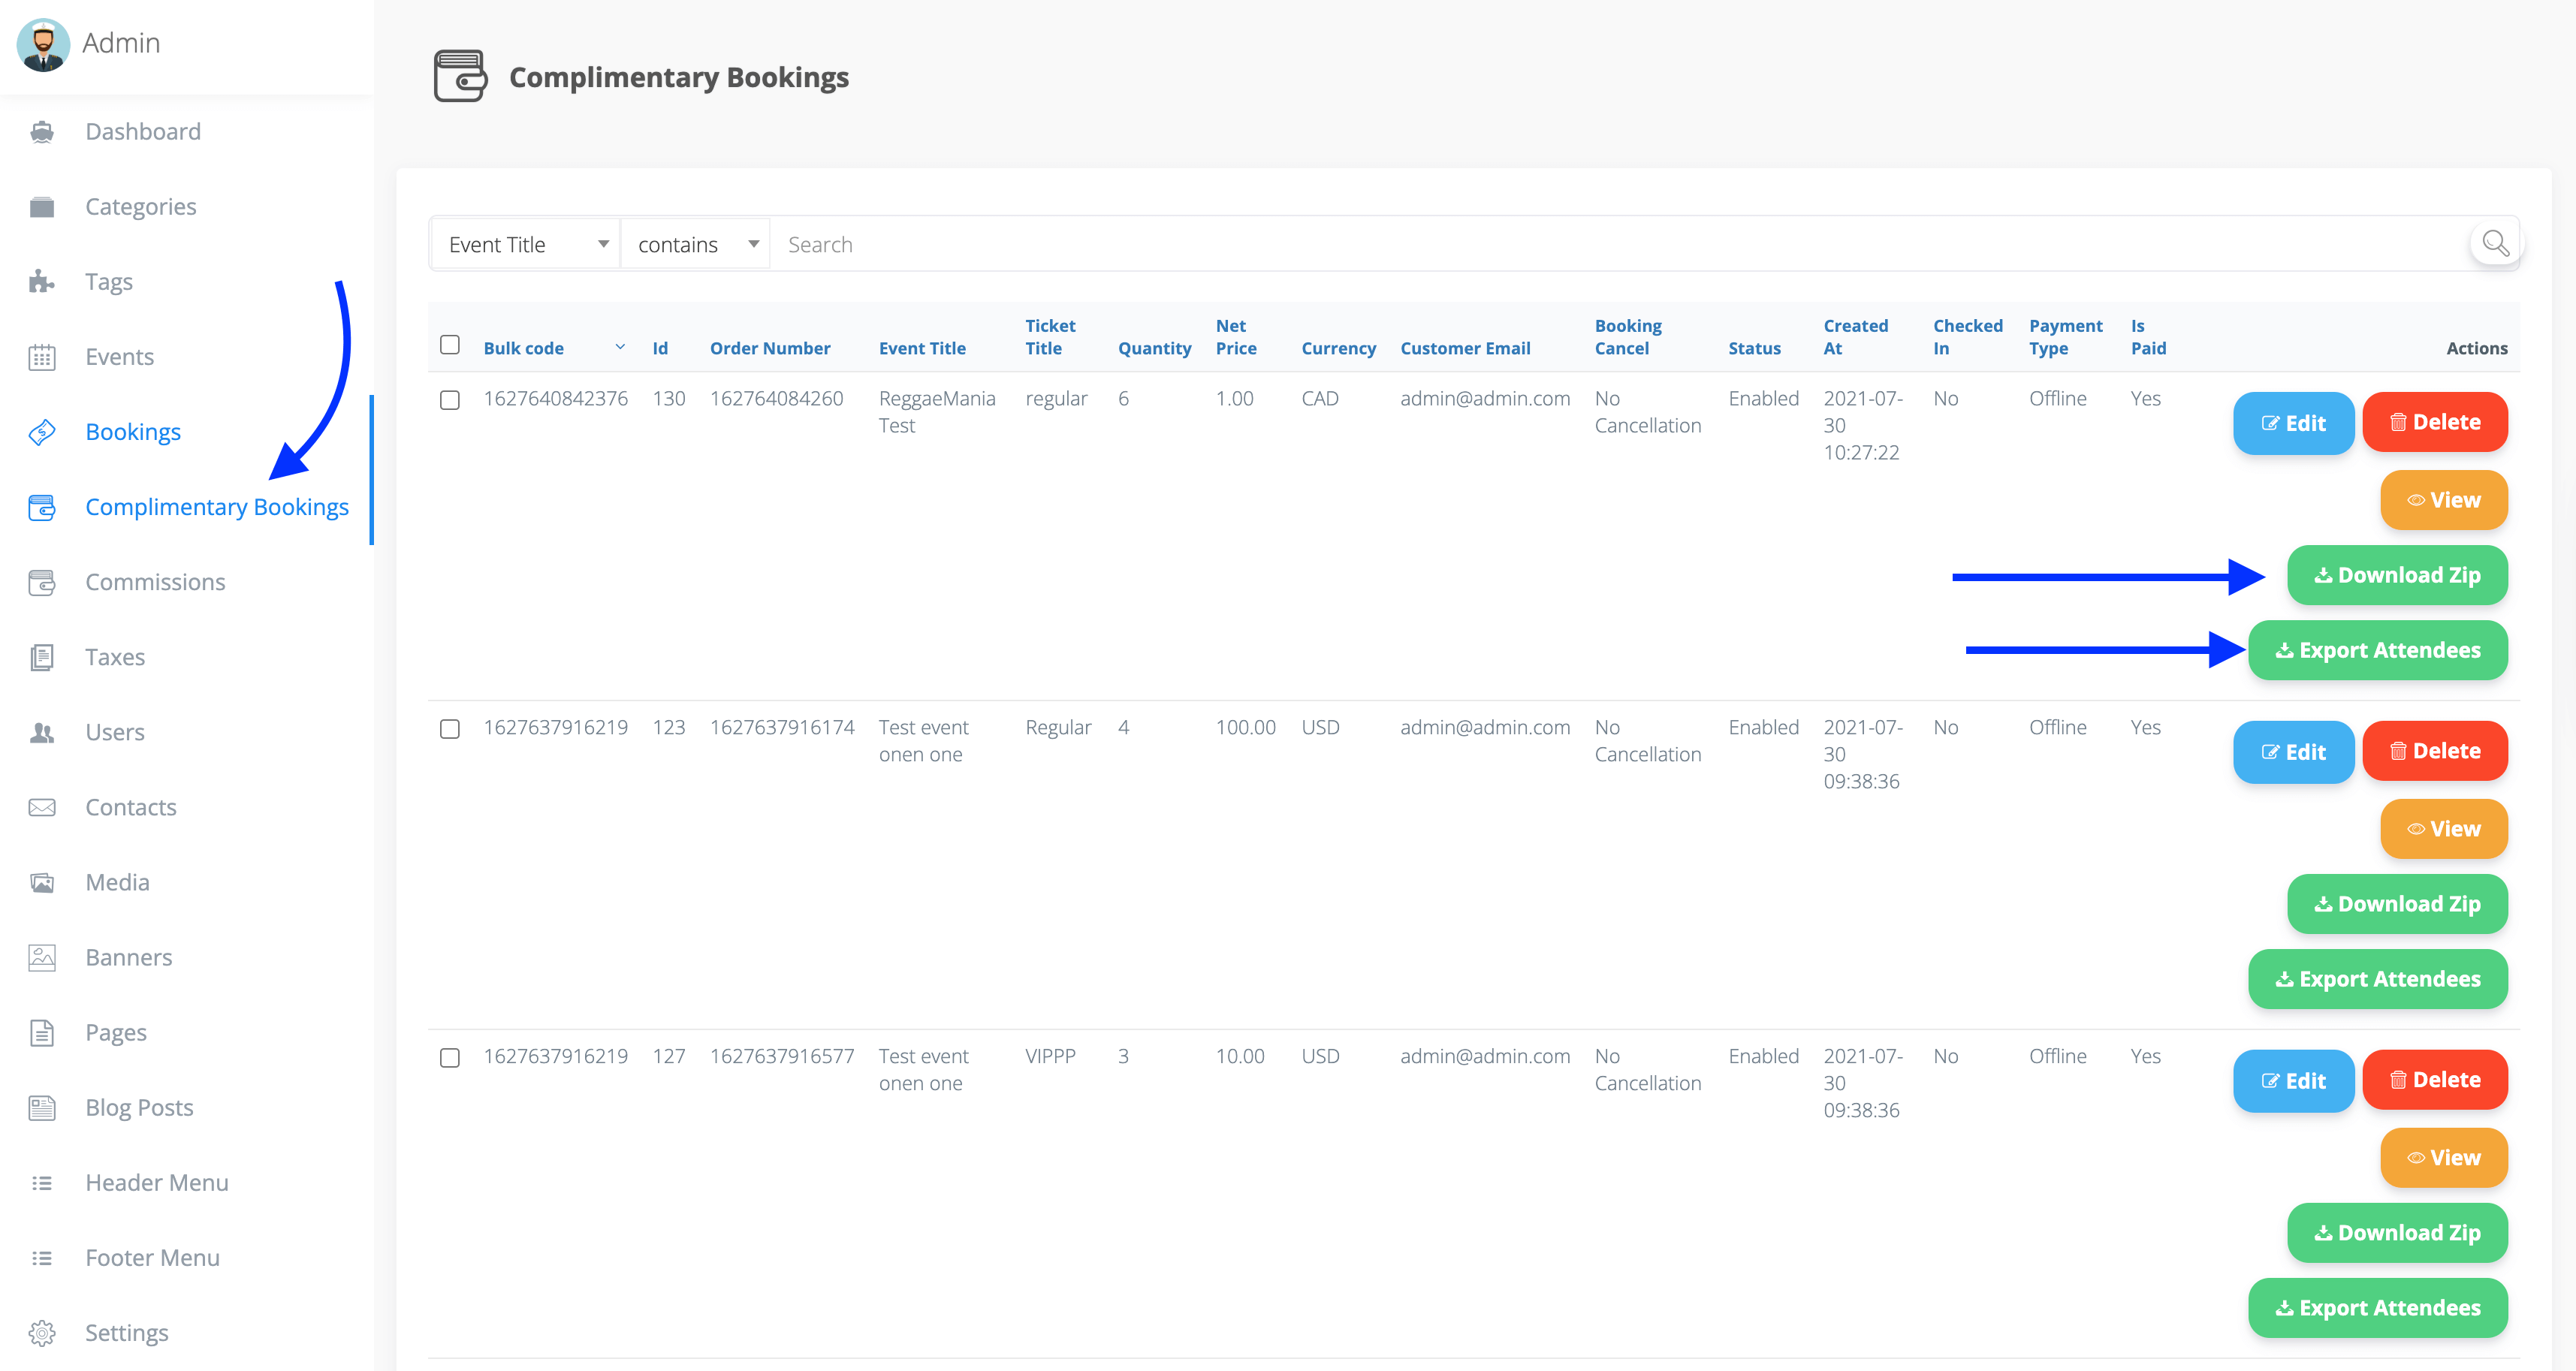 Admin
Dashboard
Categories
Tags
Events
Bookings
Complimentary Bookings
Commissions
Taxes
Users
Contacts
Media
Banners
Pages
Blog Posts
Header Menu
Footer Menu
Settings
Complimentary Bookings
Event Title contains Search
Bulk code Id Order Number Event Title Ticket Title Quantity Net Price Currency Customer Email Booking Cancel Status Created At Checked In Payment Type Is Paid Actions
1627640842376 130 162764084260 ReggaeMania Test regular 6 1.00 CAD admin@admin.com No Cancellation Enabled 2021-07-30 10:27:22 No Offline Yes
Edit Delete
View
Download Zip
Export Attendees
1627637916219 123 1627637916174 Test event onen one Regular 4 100.00 USD admin@admin.com No Cancellation Enabled 2021-07-30 09:38:36 No Offline Yes
Edit Delete
View
Download Zip
Export Attendees
1627637916219 127 1627637916577 Test event onen one VIPPP 3 10.00 USD admin@admin.com No Cancellation Enabled 2021-07-30 09:38:36 No Offline Yes
Edit Delete
View
Download Zip
Export Attendees